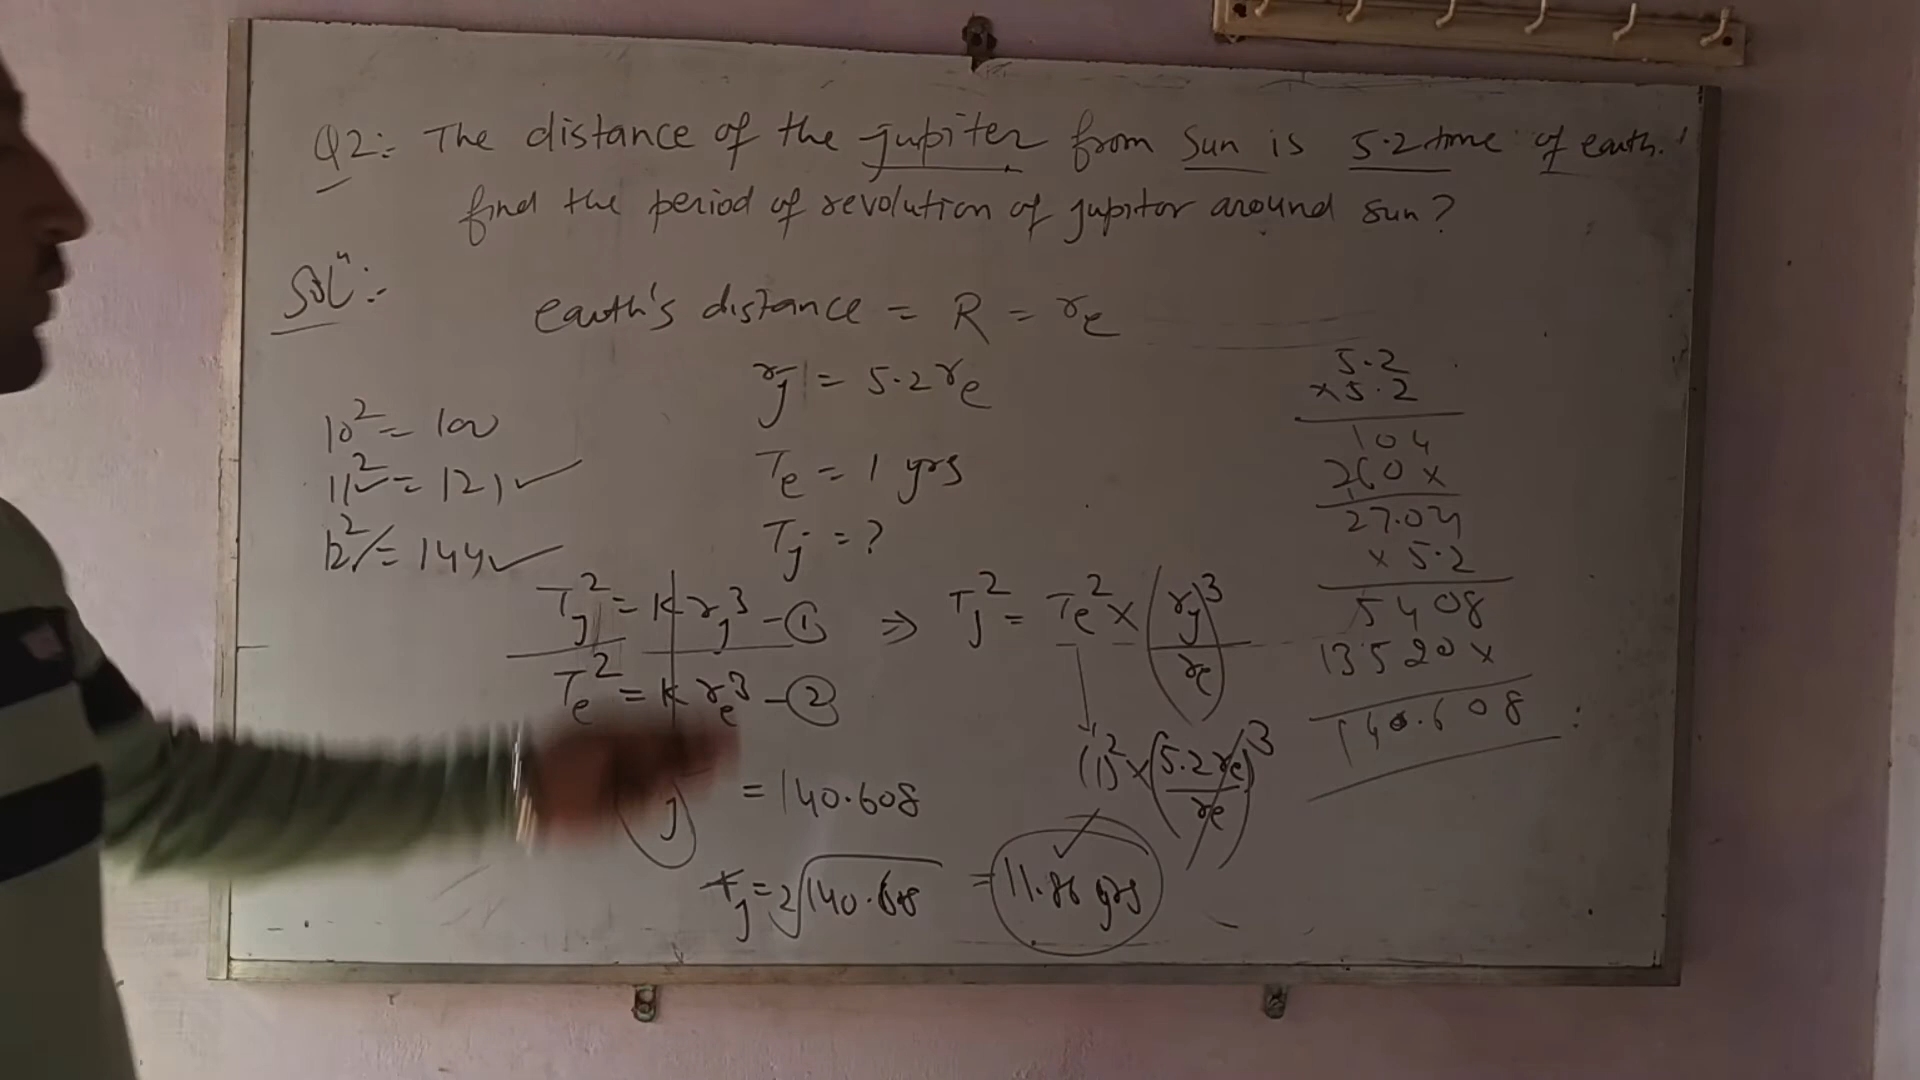 Q2:- The distance of the jupiter from Sun is 5.2 time of earth.
find the period of revolution of jupitor around sun?
Solⁿ:-
earth's distance = R = re
rj = 5.2 re
Te = 1 yrs
Tj = ?
10² = 100
11² = 121 ✓
12² = 144 ✓
Tj² = K rj³ - ①
Te² = K re³ - ②
⇒ Tj² = Te² × (rj/re)³
(1)² × (5.2re/re)³
j = 140.608
Tj = 2√140.608 = 11.86 yrs
5.2
×5.2
104
260×
27.04
× 5.2
5408
13520×
140.608